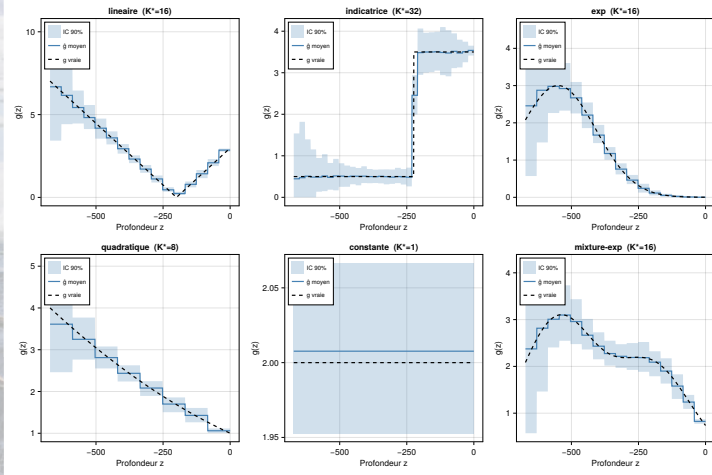 lineaire (K*=16)
g(z)
10
5
0
IC 90%
ĝ moyen
g vraie
−500
−250
0
Profondeur z
indicatrice (K*=32)
g(z)
4
3
2
1
0
IC 90%
ĝ moyen
g vraie
−500
−250
0
Profondeur z
exp (K*=16)
g(z)
4
3
2
1
0
IC 90%
ĝ moyen
g vraie
−500
−250
0
Profondeur z
quadratique (K*=8)
g(z)
5
4
3
2
1
IC 90%
ĝ moyen
g vraie
−500
−250
0
Profondeur z
constante (K*=1)
g(z)
2.05
2.00
1.95
IC 90%
ĝ moyen
g vraie
−500
−250
0
Profondeur z
mixture-exp (K*=16)
g(z)
4
3
2
1
IC 90%
ĝ moyen
g vraie
−500
−250
0
Profondeur z